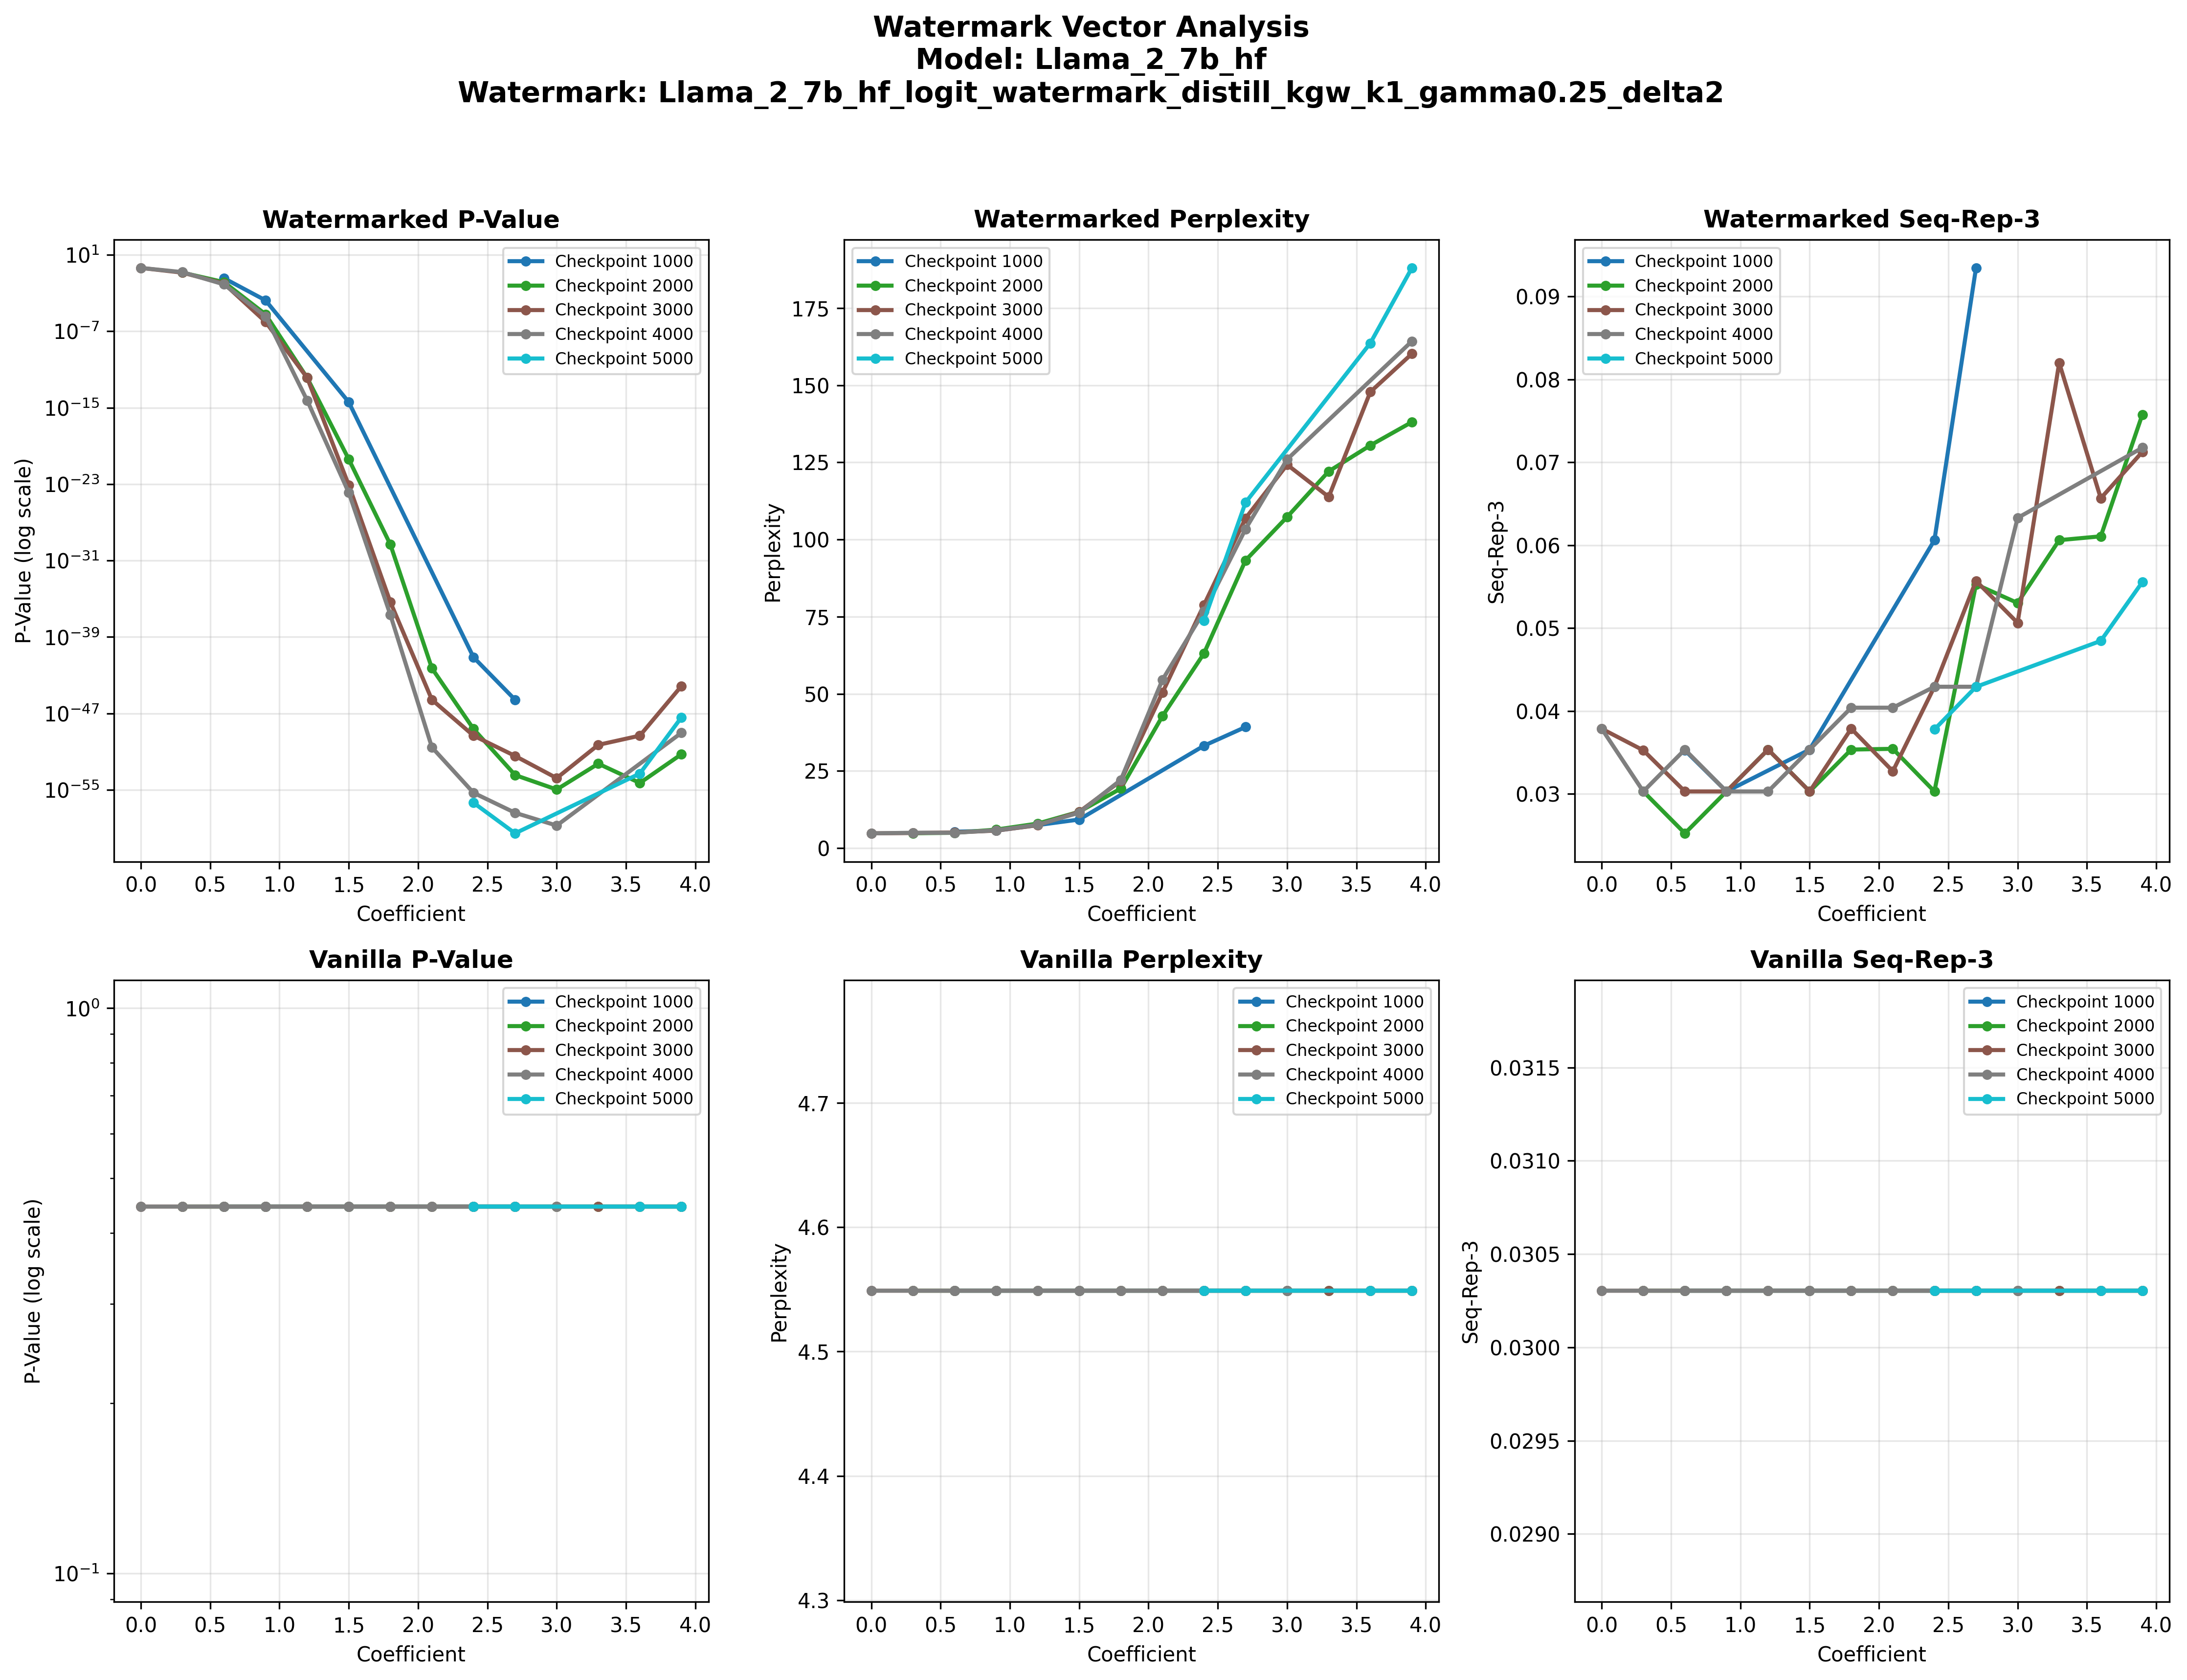 Watermark Vector Analysis
Model: Llama_2_7b_hf
Watermark: Llama_2_7b_hf_logit_watermark_distill_kgw_k1_gamma0.25_delta2
Watermarked P-Value
P-Value (log scale)
10^1
10^-7
10^-15
10^-23
10^-31
10^-39
10^-47
10^-55
Checkpoint 1000
Checkpoint 2000
Checkpoint 3000
Checkpoint 4000
Checkpoint 5000
0.0 0.5 1.0 1.5 2.0 2.5 3.0 3.5 4.0
Coefficient
Watermarked Perplexity
Perplexity
175
150
125
100
75
50
25
0
Checkpoint 1000
Checkpoint 2000
Checkpoint 3000
Checkpoint 4000
Checkpoint 5000
0.0 0.5 1.0 1.5 2.0 2.5 3.0 3.5 4.0
Coefficient
Watermarked Seq-Rep-3
Seq-Rep-3
0.09
0.08
0.07
0.06
0.05
0.04
0.03
Checkpoint 1000
Checkpoint 2000
Checkpoint 3000
Checkpoint 4000
Checkpoint 5000
0.0 0.5 1.0 1.5 2.0 2.5 3.0 3.5 4.0
Coefficient
Vanilla P-Value
P-Value (log scale)
10^0
10^-1
Checkpoint 1000
Checkpoint 2000
Checkpoint 3000
Checkpoint 4000
Checkpoint 5000
0.0 0.5 1.0 1.5 2.0 2.5 3.0 3.5 4.0
Coefficient
Vanilla Perplexity
Perplexity
4.7
4.6
4.5
4.4
4.3
Checkpoint 1000
Checkpoint 2000
Checkpoint 3000
Checkpoint 4000
Checkpoint 5000
0.0 0.5 1.0 1.5 2.0 2.5 3.0 3.5 4.0
Coefficient
Vanilla Seq-Rep-3
Seq-Rep-3
0.0315
0.0310
0.0305
0.0300
0.0295
0.0290
Checkpoint 1000
Checkpoint 2000
Checkpoint 3000
Checkpoint 4000
Checkpoint 5000
0.0 0.5 1.0 1.5 2.0 2.5 3.0 3.5 4.0
Coefficient